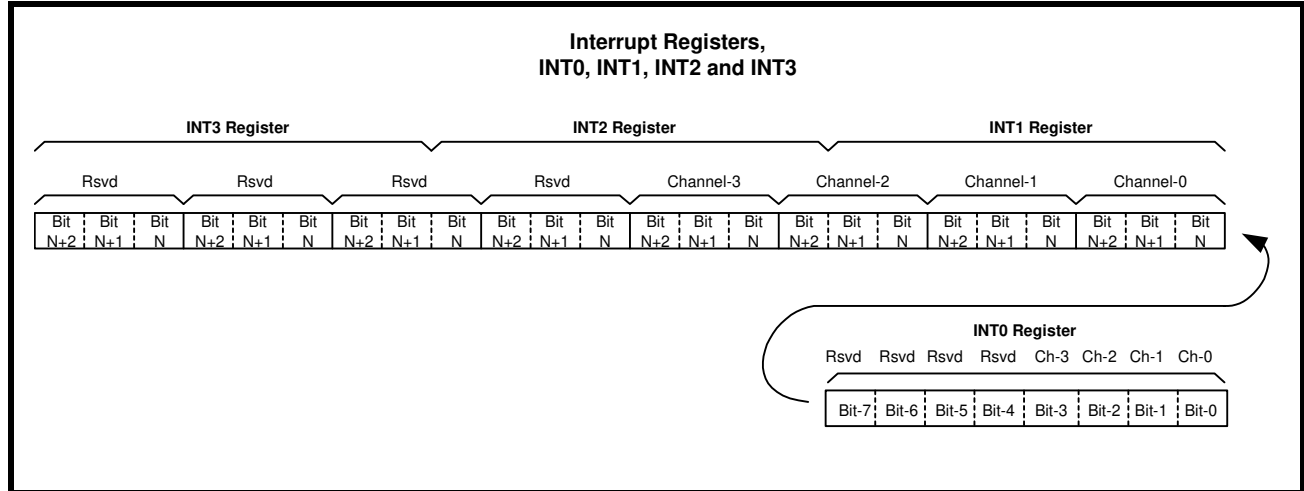 Interrupt Registers,
INT0, INT1, INT2 and INT3
INT3 Register INT2 Register INT1 Register
Rsvd Rsvd Rsvd Rsvd Channel-3 Channel-2 Channel-1 Channel-0
Bit Bit Bit Bit Bit Bit Bit Bit Bit Bit Bit Bit Bit Bit Bit Bit Bit Bit Bit Bit Bit Bit Bit Bit
N+2 N+1 N N+2 N+1 N N+2 N+1 N N+2 N+1 N N+2 N+1 N N+2 N+1 N N+2 N+1 N N+2 N+1 N
INT0 Register
Rsvd Rsvd Rsvd Rsvd Ch-3 Ch-2 Ch-1 Ch-0
Bit-7 Bit-6 Bit-5 Bit-4 Bit-3 Bit-2 Bit-1 Bit-0